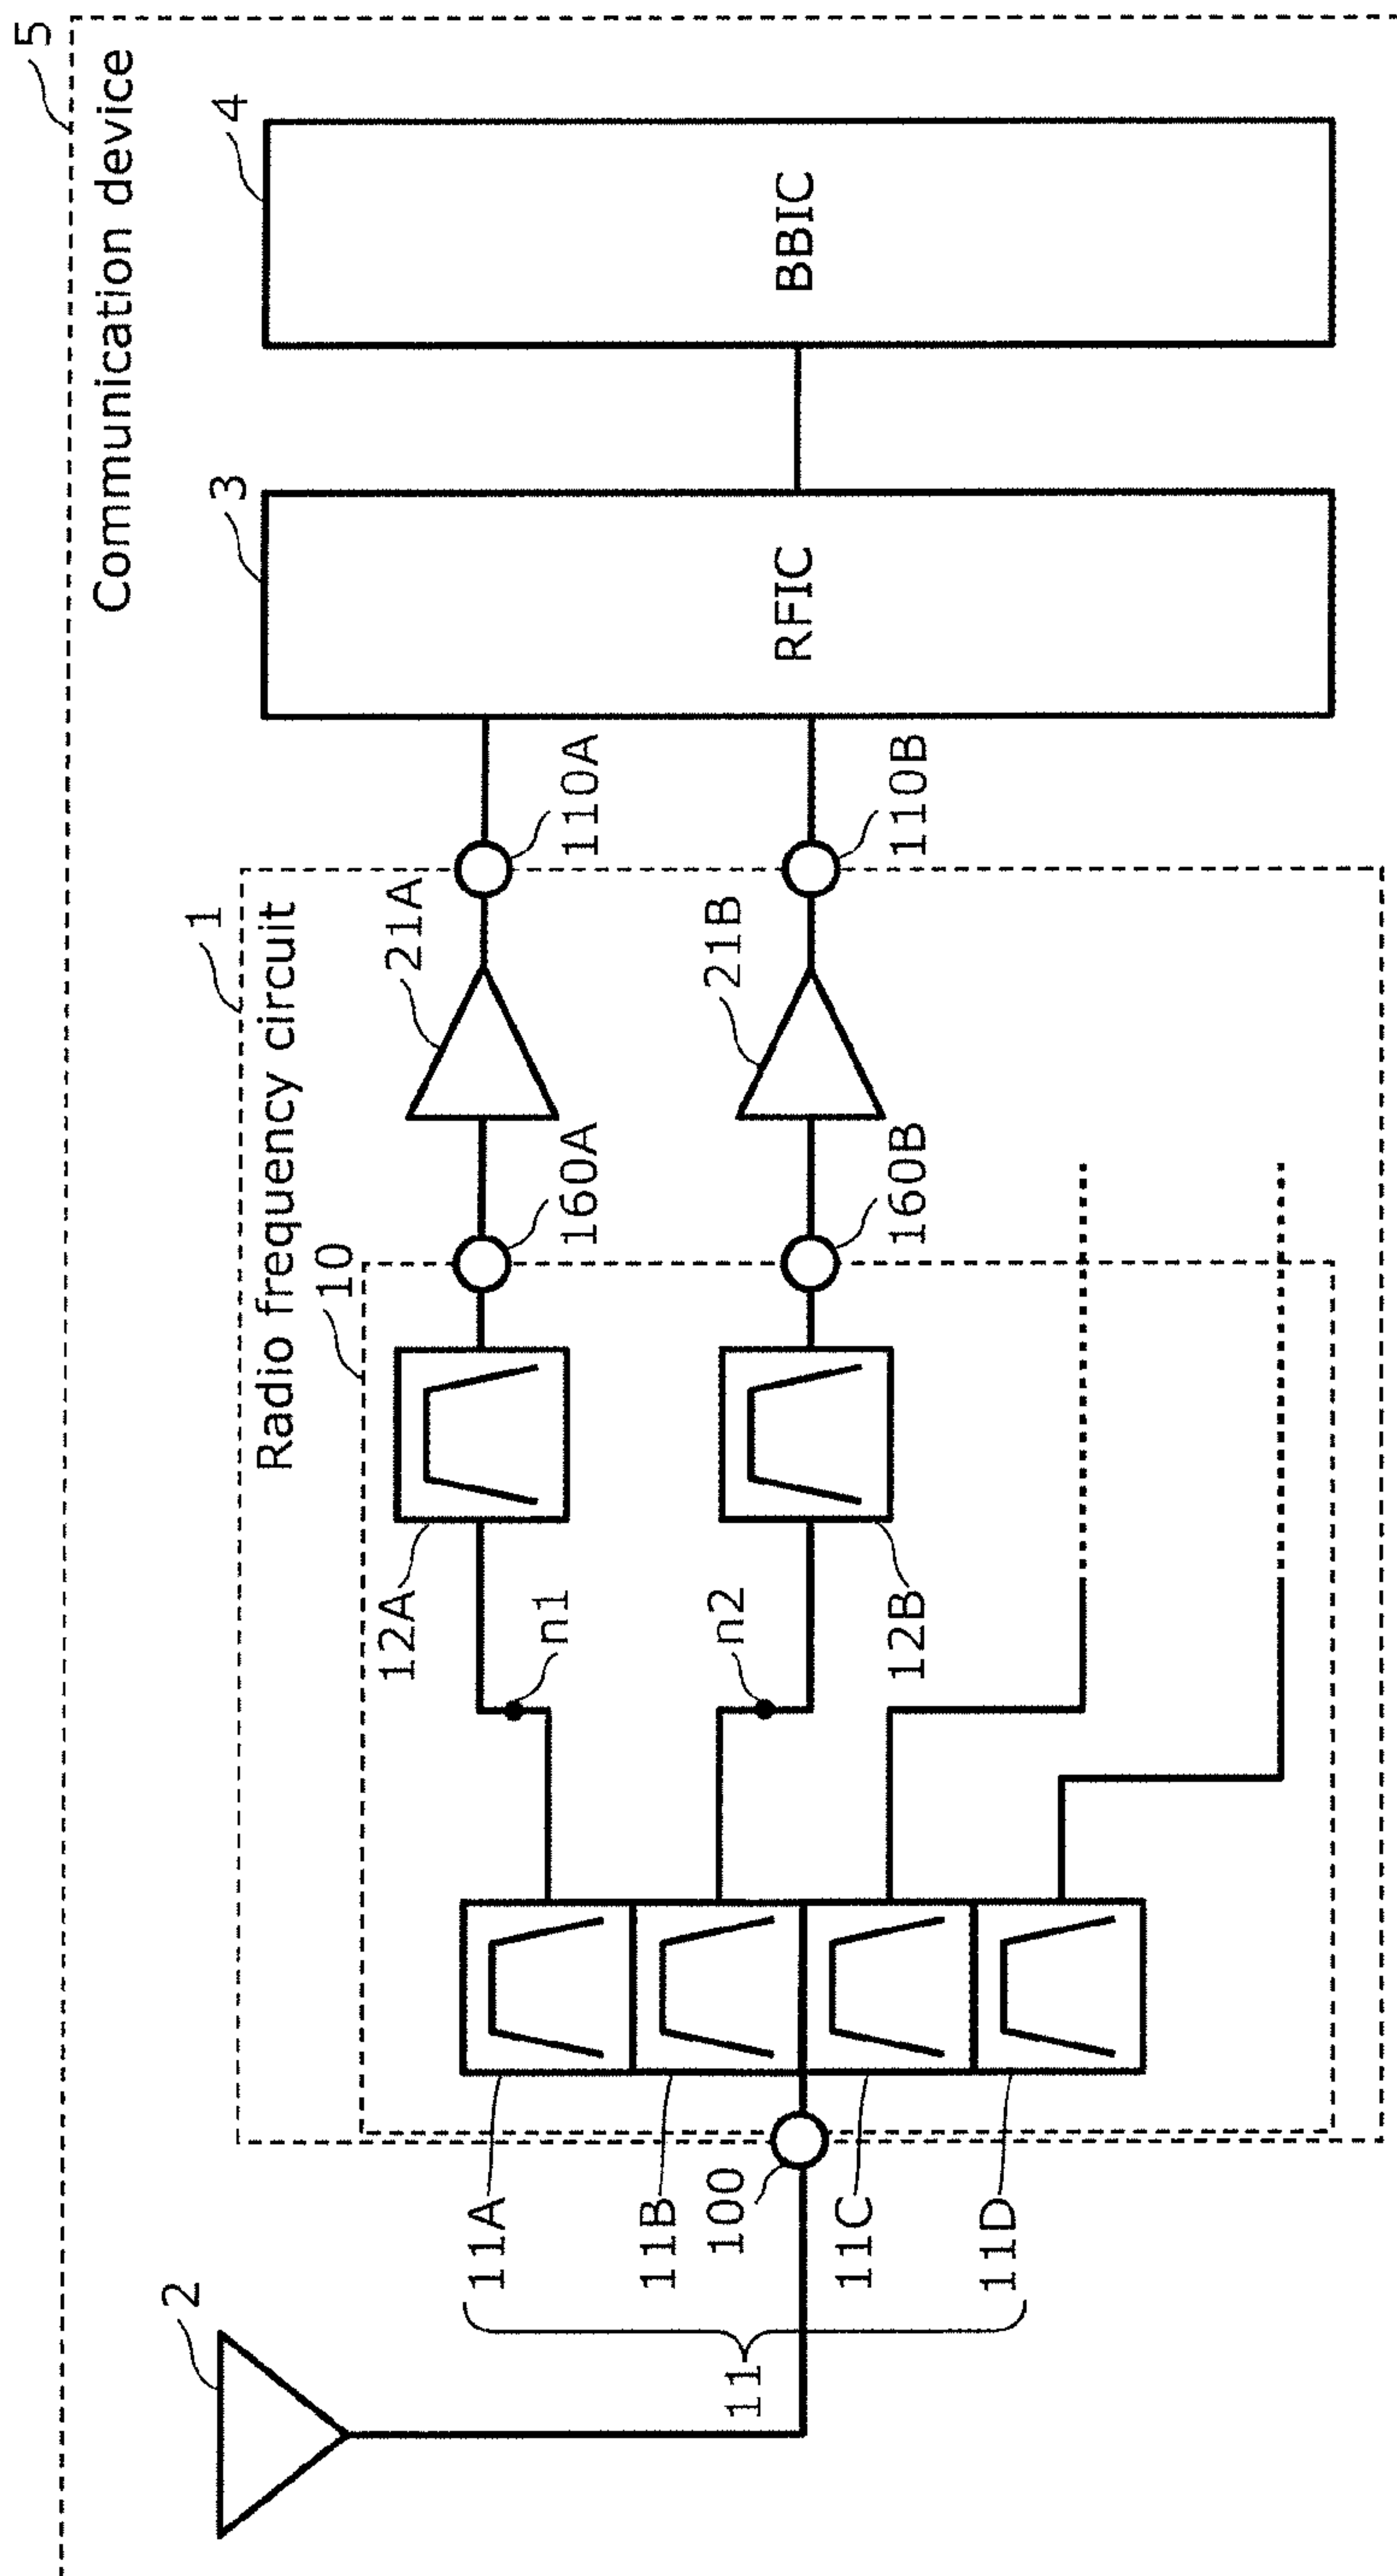 5
Communication device
1
Radio frequency circuit
3
4
2
10
12A
21A
160A
110A
n1
11A
11B
n2
21B
RFIC
BBIC
100
11
12B
160B
110B
11C
11D